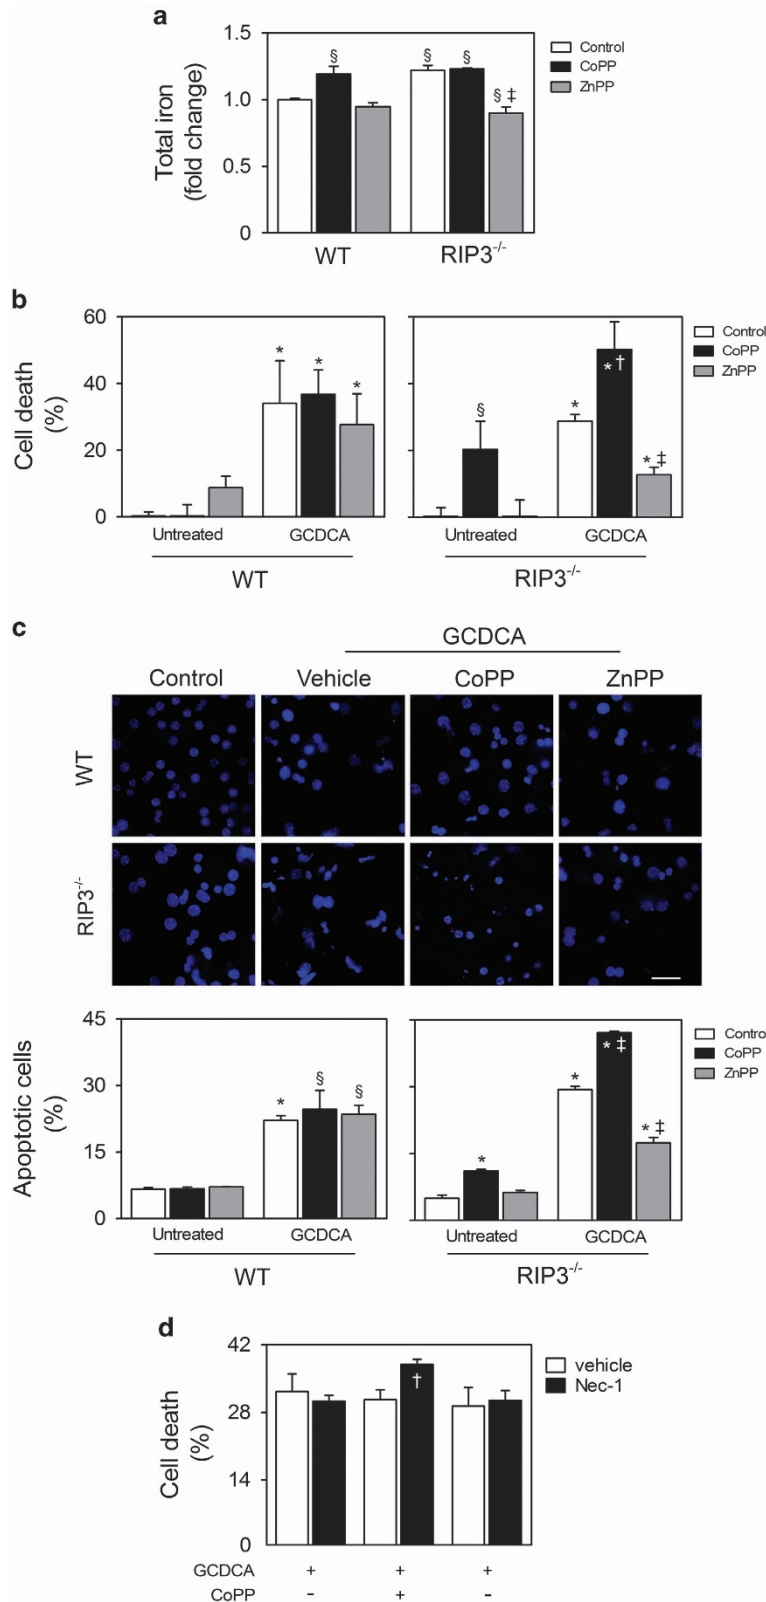 a
1.5
1.0
0.5
0
Total iron
(fold change)
§
§ §
§ ‡
Control
CoPP
ZnPP
WT RIP3-/-
b
60
40
20
0
Cell death
(%)
* * *
§
*
* †
* ‡
Control
CoPP
ZnPP
Untreated GCDCA Untreated GCDCA
WT RIP3-/-
c
GCDCA
Control Vehicle CoPP ZnPP
WT
RIP3-/-
45
30
15
0
Apoptotic cells
(%)
* § §
*
*
* ‡
* ‡
Contro
CoPP
ZnPP
Untreated GCDCA Untreated GCDCA
WT RIP3-/-
d
42
28
14
0
Cell death
(%)
†
vehicle
Nec-1
GCDCA + + +
CoPP - + -